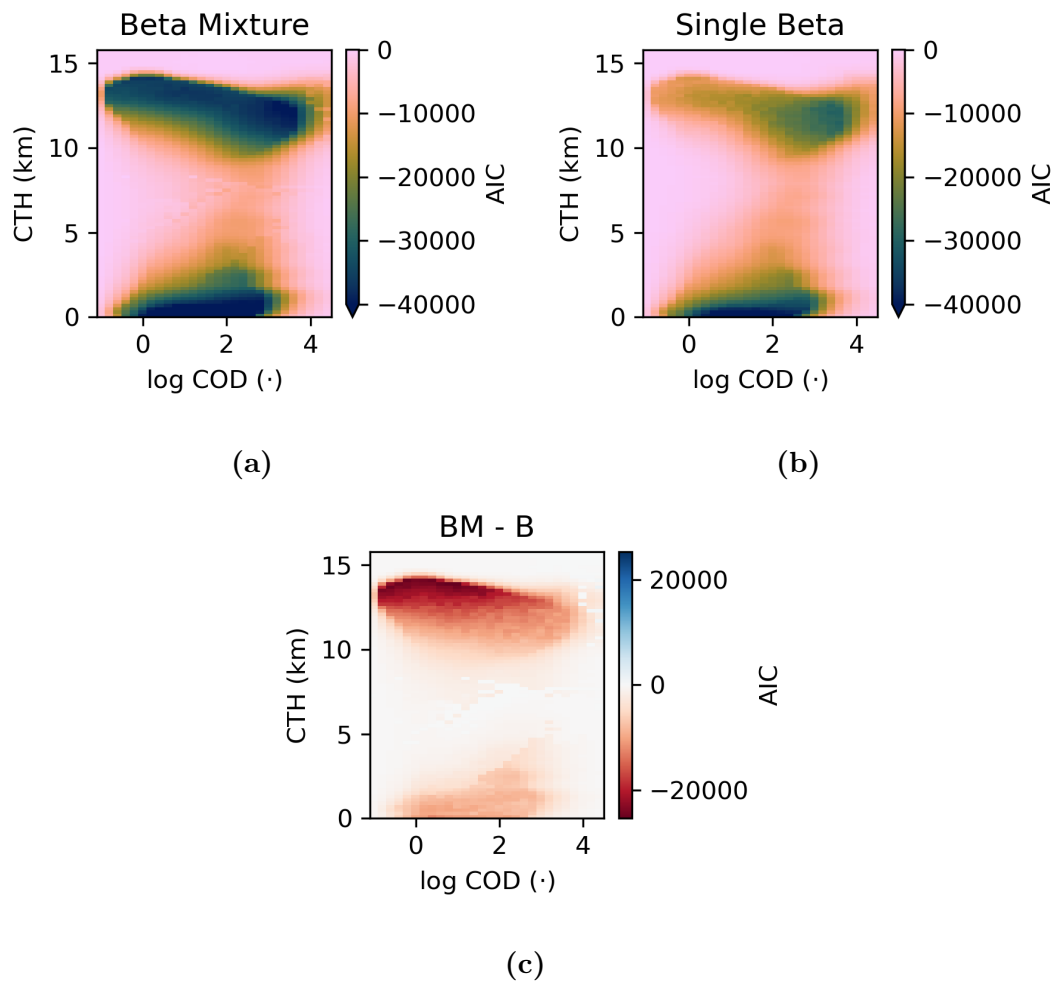 Beta Mixture
15
10
5
0
CTH (km)
0 2 4
log COD (·)
0
−10000
−20000
−30000
−40000
AIC
(a)
Single Beta
15
10
5
0
CTH (km)
0 2 4
log COD (·)
0
−10000
−20000
−30000
−40000
AIC
(b)
BM - B
15
10
5
0
CTH (km)
0 2 4
log COD (·)
20000
0
−20000
AIC
(c)